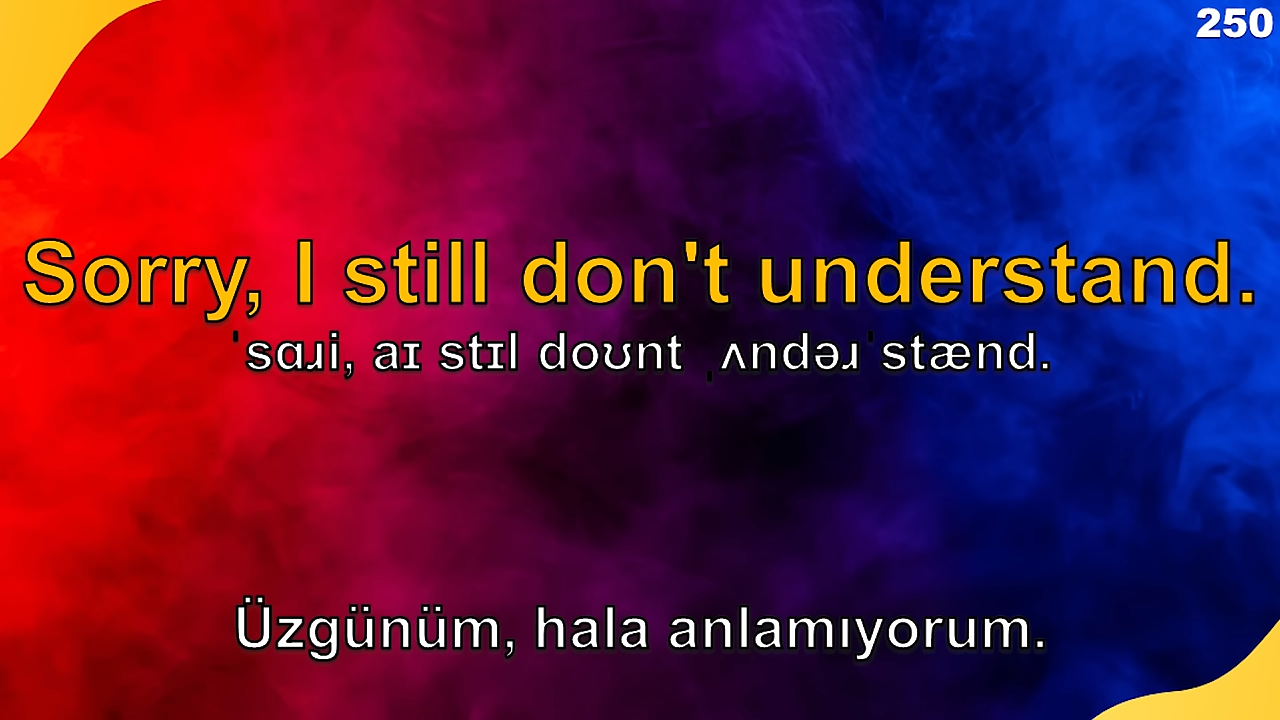 250
Sorry, I still don't understand.
ˈsɑɹi, aɪ stɪl doʊnt ˌʌndəɹˈstænd.
Üzgünüm, hala anlamıyorum.